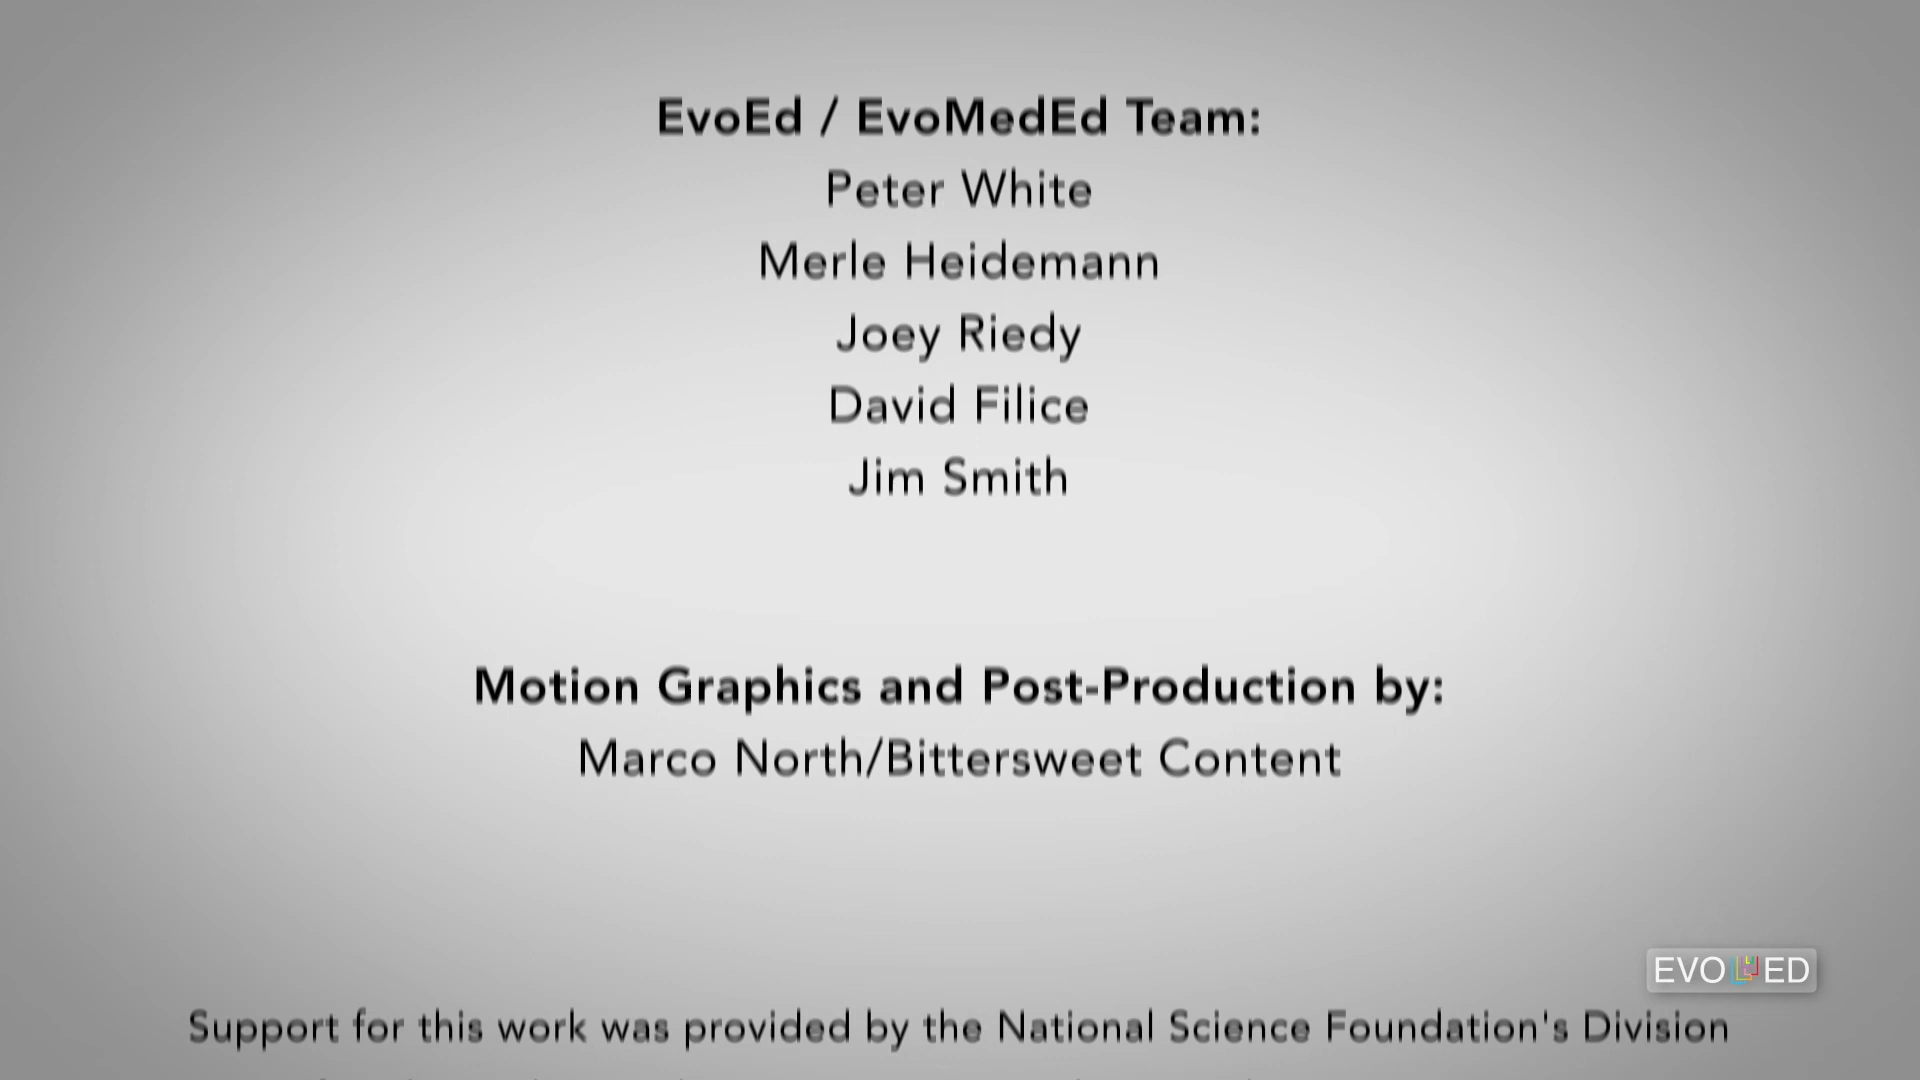 EvoEd / EvoMedEd Team:
Peter White
Merle Heidemann
Joey Riedy
David Filice
Jim Smith
Motion Graphics and Post-Production by:
Marco North/Bittersweet Content
EVO ED
Support for this work was provided by the National Science Foundation's Division